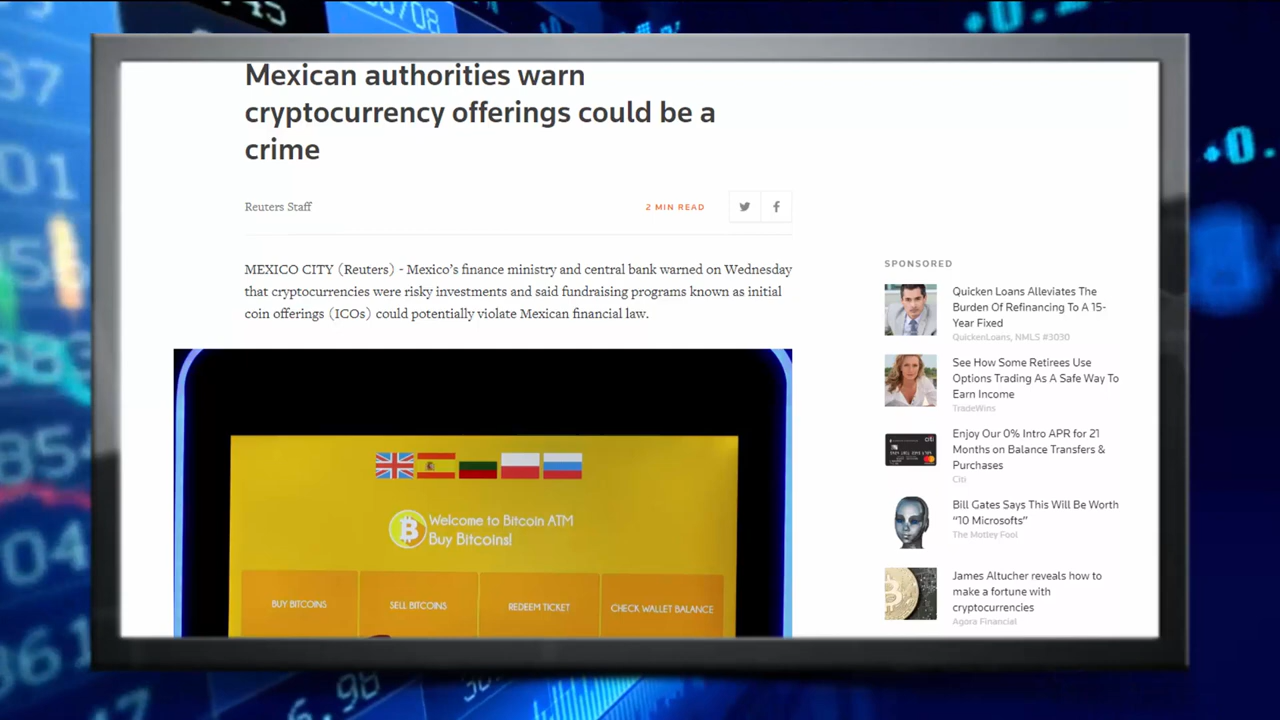 Mexican authorities warn
cryptocurrency offerings could be a
crime
Reuters Staff
2 MIN READ
MEXICO CITY (Reuters) - Mexico’s finance ministry and central bank warned on Wednesday
that cryptocurrencies were risky investments and said fundraising programs known as initial
coin offerings (ICOs) could potentially violate Mexican financial law.
Welcome to Bitcoin ATM
Buy Bitcoins!
BUY BITCOINS
SELL BITCOINS
REDEEM TICKET
CHECK WALLET BALANCE
SPONSORED
Quicken Loans Alleviates The
Burden Of Refinancing To A 15-
Year Fixed
QuickenLoans, NMLS #3030
See How Some Retirees Use
Options Trading As A Safe Way To
Earn Income
TradeWins
citi
Enjoy Our 0% Intro APR for 21
Months on Balance Transfers &
Purchases
Citi
Bill Gates Says This Will Be Worth
“10 Microsofts”
The Motley Fool
James Altucher reveals how to
make a fortune with
cryptocurrencies
Agora Financial
+0.
6.98